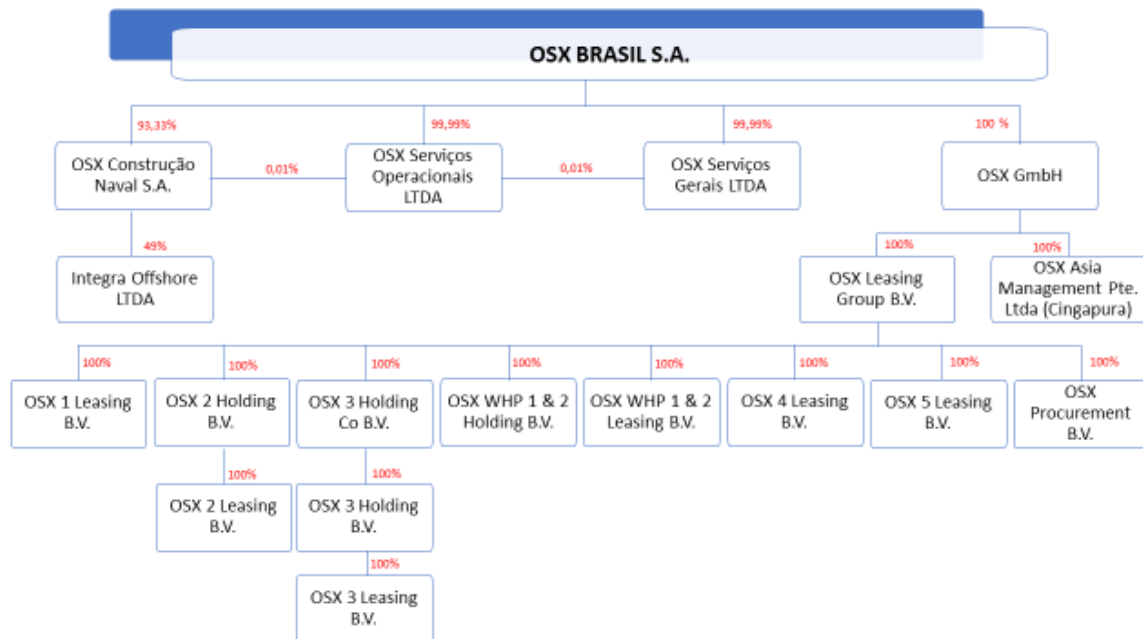 OSX BRASIL S.A.
93,33%
99,99%
99,99%
100 %
OSX Construção
Naval S.A.
0,01%
OSX Serviços
Operacionais
LTDA
0,01%
OSX Serviços
Gerais LTDA
OSX GmbH
49%
100%
100%
Integra Offshore
LTDA
OSX Leasing
Group B.V.
OSX Asia
Management Pte.
Ltda (Cingapura)
100%
100%
100%
100%
100%
100%
100%
100%
OSX 1 Leasing
B.V.
OSX 2 Holding
B.V.
OSX 3 Holding
Co B.V.
OSX WHP 1 & 2
Holding B.V.
OSX WHP 1 & 2
Leasing B.V.
OSX 4 Leasing
B.V.
OSX 5 Leasing
B.V.
OSX
Procurement
B.V.
100%
100%
OSX 2 Leasing
B.V.
OSX 3 Holding
B.V.
100%
OSX 3 Leasing
B.V.